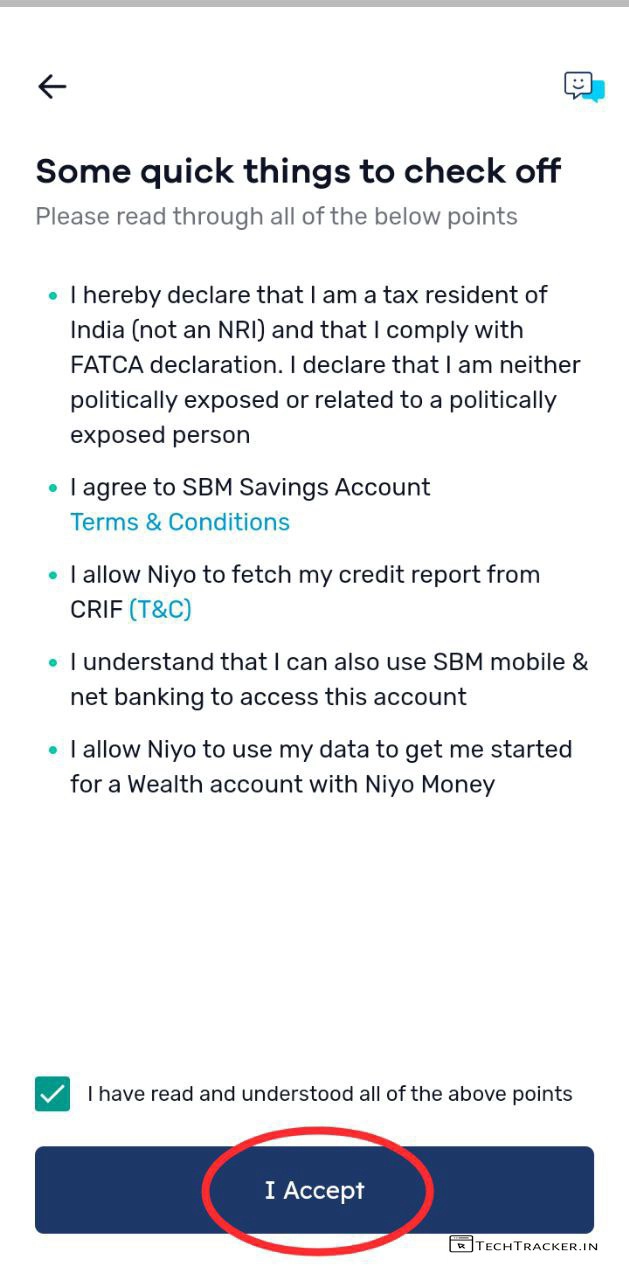 Some quick things to check off
Please read through all of the below points
I hereby declare that I am a tax resident of
India (not an NRI) and that I comply with
FATCA declaration. I declare that I am neither
politically exposed or related to a politically
exposed person
I agree to SBM Savings Account
Terms & Conditions
I allow Niyo to fetch my credit report from
CRIF (T&C)
I understand that I can also use SBM mobile &
net banking to access this account
I allow Niyo to use my data to get me started
for a Wealth account with Niyo Money
I have read and understood all of the above points
I Accept
TECHTRACKER.IN